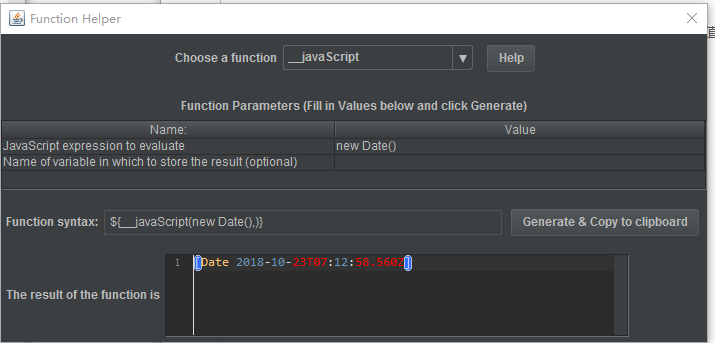 Function Helper
Choose a function __javaScript Help
Function Parameters (Fill in Values below and click Generate)
Name: Value
JavaScript expression to evaluate new Date()
Name of variable in which to store the result (optional)
Function syntax: ${__javaScript(new Date(),)} Generate & Copy to clipboard
1 [Date 2018-10-23T07:12:58.560Z]
The result of the function is